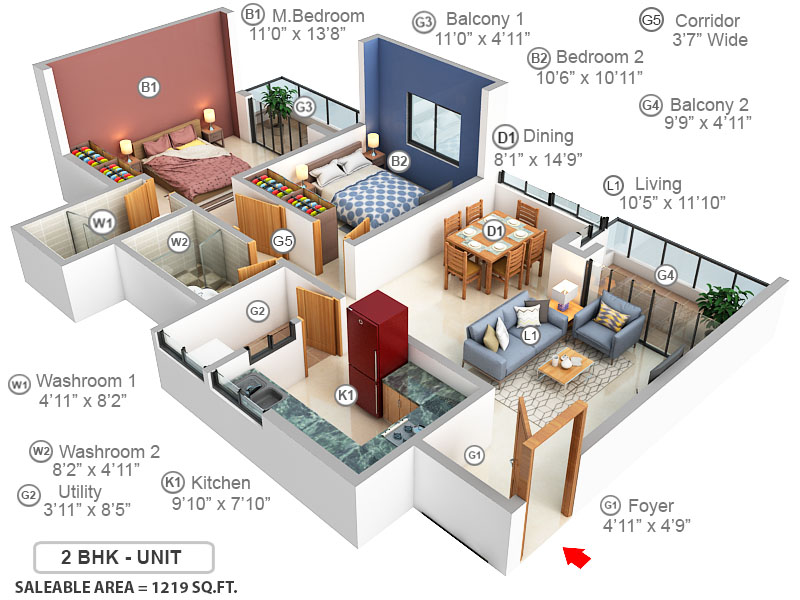 B1 M.Bedroom
11'0" x 13'8"
G3 Balcony 1
11'0" x 4'11"
G5 Corridor
3'7" Wide
B2 Bedroom 2
10'6" x 10'11"
G4 Balcony 2
9'9" x 4'11"
D1 Dining
8'1" x 14'9"
L1 Living
10'5" x 11'10"
B1
G3
B2
W1
W2
G5
D1
G4
G2
L1
K1
G1
W1 Washroom 1
4'11" x 8'2"
W2 Washroom 2
8'2" x 4'11"
G2 Utility
3'11" x 8'5"
K1 Kitchen
9'10" x 7'10"
G1 Foyer
4'11" x 4'9"
2 BHK - UNIT
SALEABLE AREA = 1219 SQ.FT.